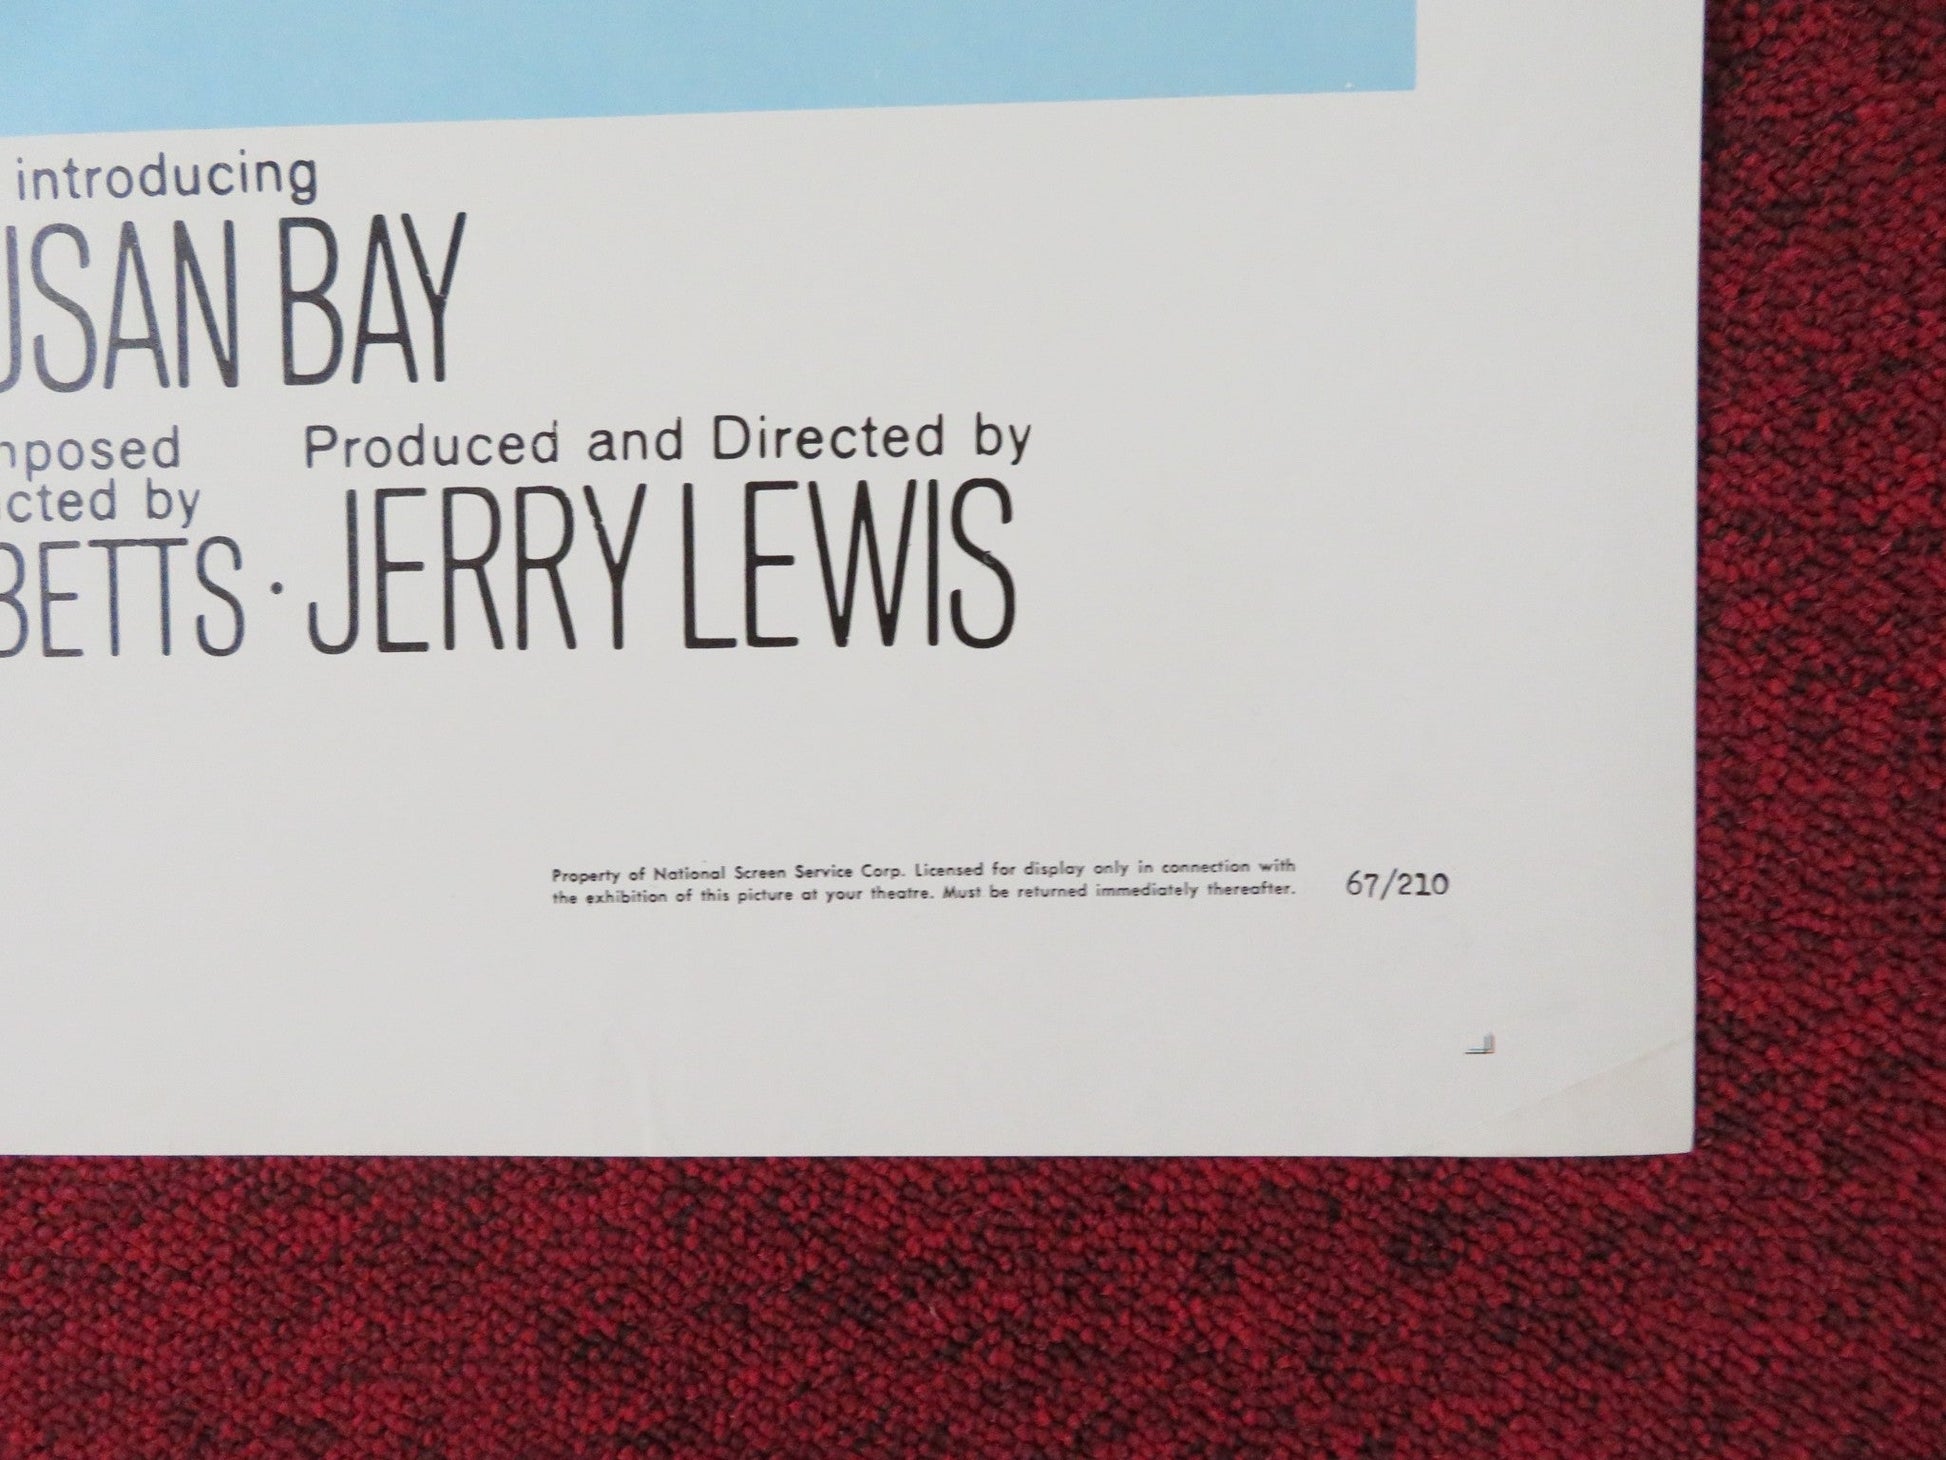 introducing
USAN BAY
mposed
cted by
BETTS ·
Produced and Directed by
JERRY LEWIS
Property of National Screen Service Corp. Licensed for display only in connection with
the exhibition of this picture at your theatre. Must be returned immediately thereafter.
67/210